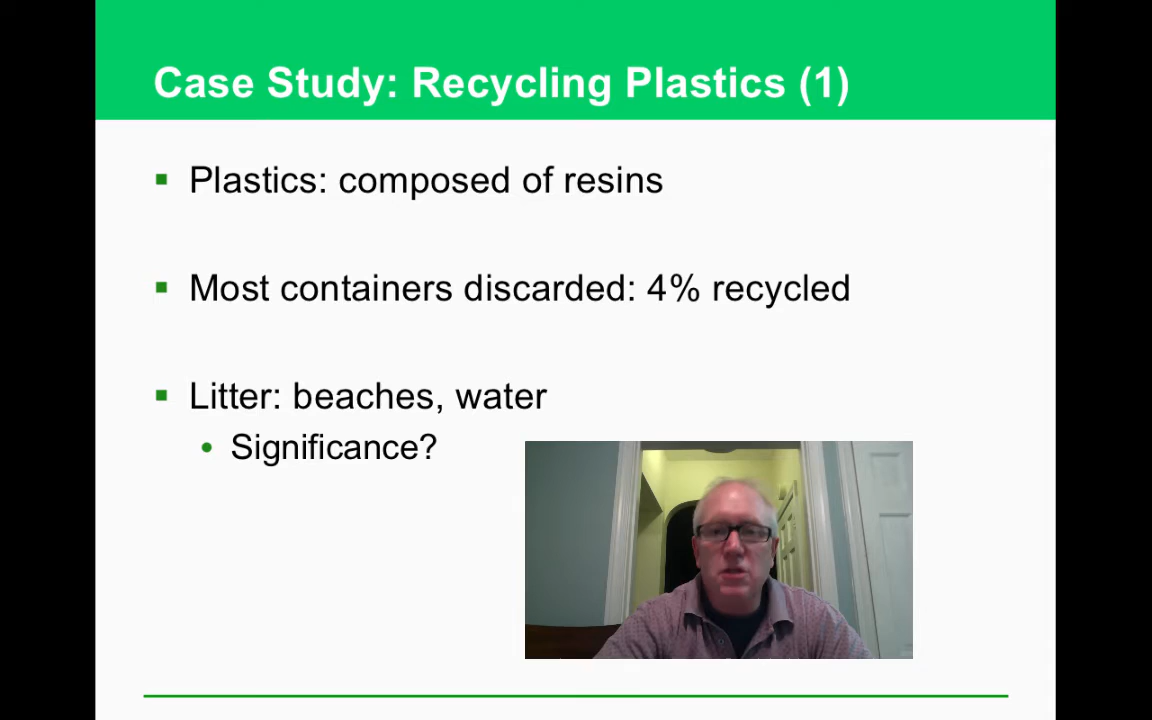 Case Study: Recycling Plastics (1)
Plastics: composed of resins
Most containers discarded: 4% recycled
Litter: beaches, water
Significance?